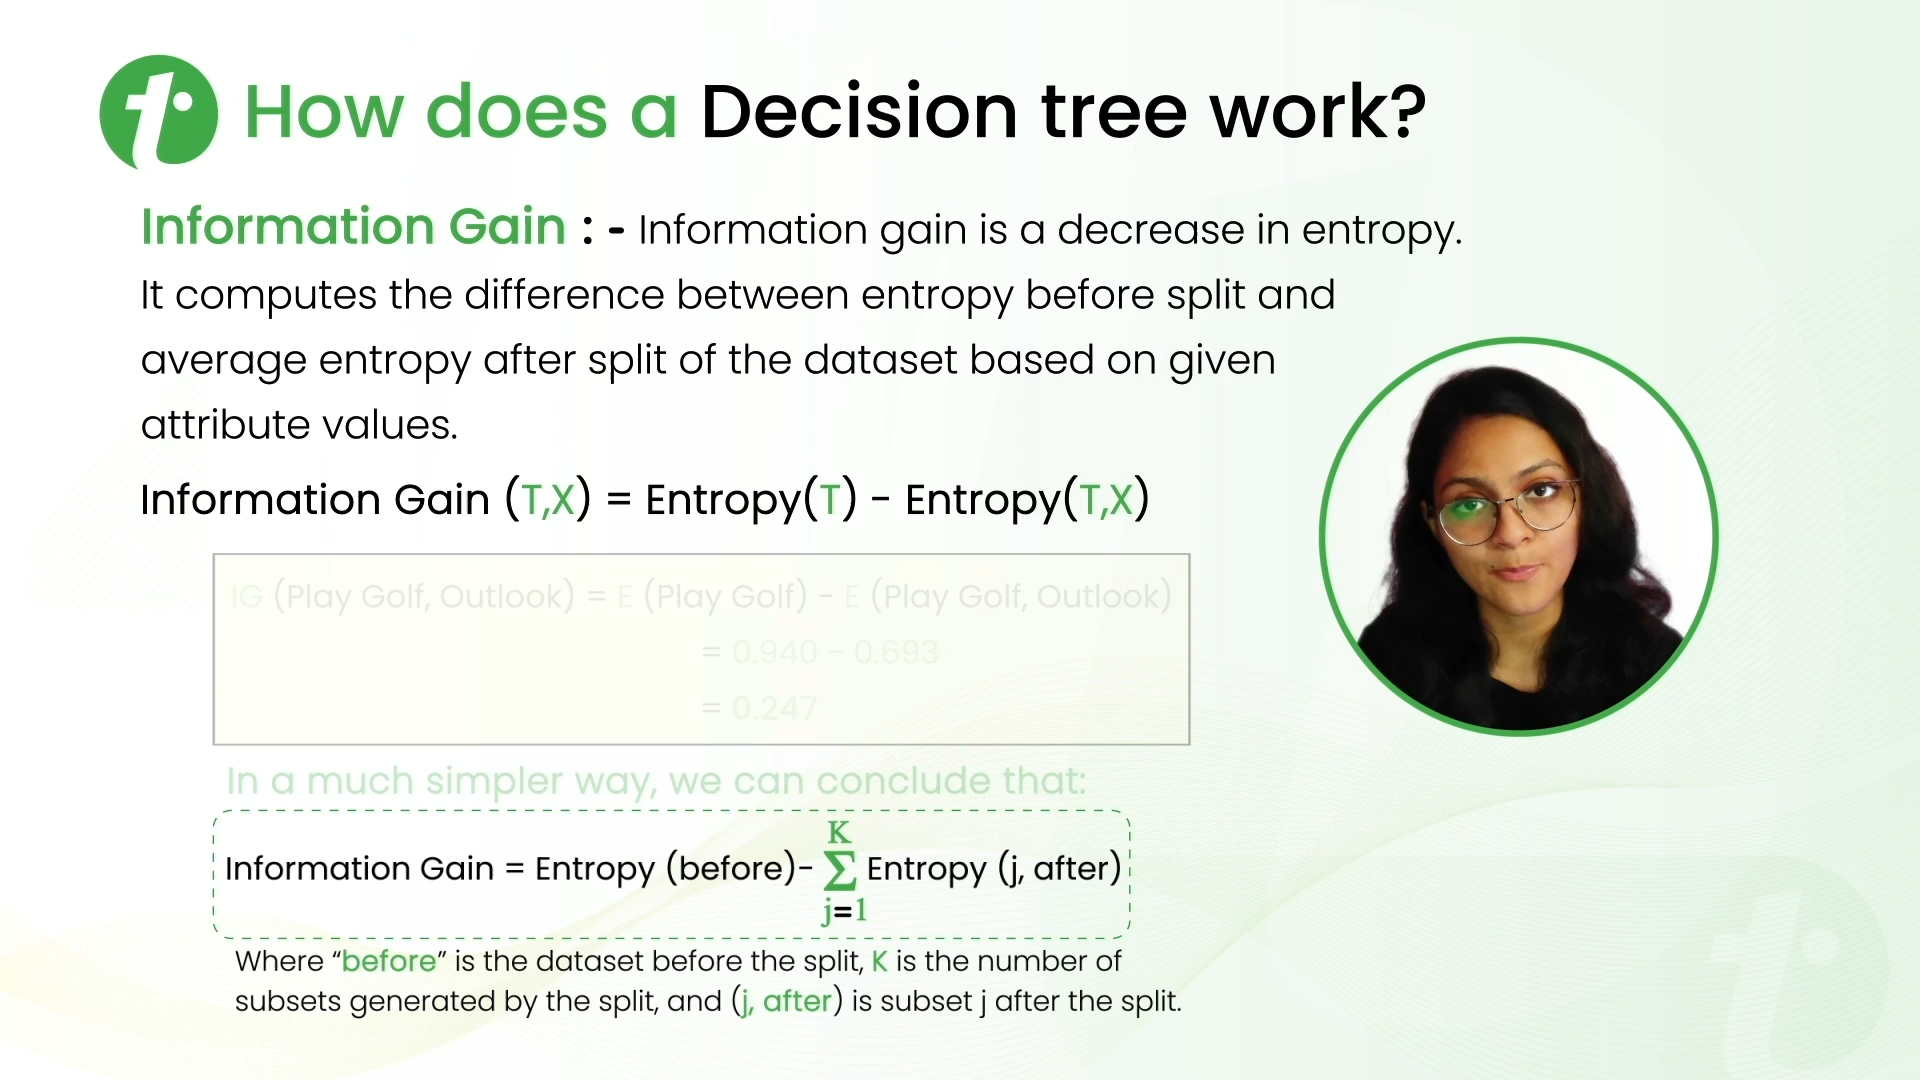 How does a Decision tree work?
Information Gain : - Information gain is a decrease in entropy.
It computes the difference between entropy before split and
average entropy after split of the dataset based on given
attribute values.
Information Gain (T,X) = Entropy(T) - Entropy(T,X)
IG (Play Golf, Outlook) = E (Play Golf) - E (Play Golf, Outlook)
= 0.940 - 0.693
= 0.247
In a much simpler way, we can conclude that:
K
Information Gain = Entropy (before)- Σ Entropy (j, after)
j=1
Where “before” is the dataset before the split, K is the number of
subsets generated by the split, and (j, after) is subset j after the split.